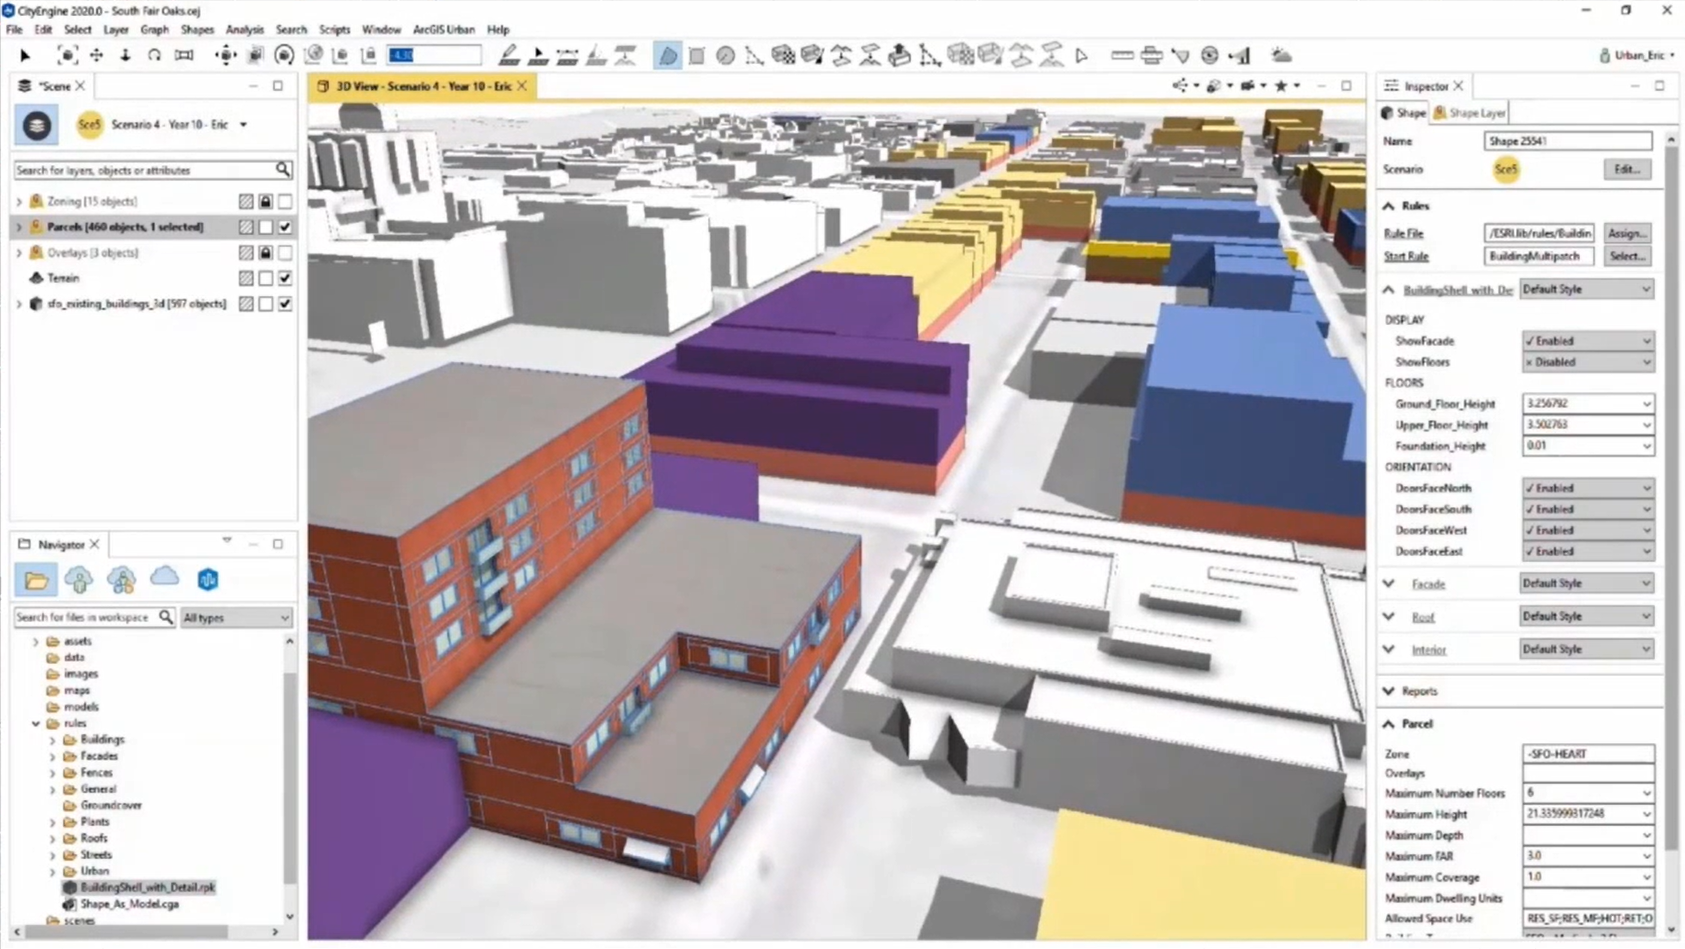 CityEngine 2020.0 - South Fair Oaks.cej
File Edit Select Layer Graph Shapes Analysis Search Scripts Window ArcGIS Urban Help
-4.30
Urban_Eric
*Scene
Sce5 Scenario 4 - Year 10 - Eric
Search for layers, objects or attributes
Zoning [15 objects]
Parcels [460 objects, 1 selected]
Overlays [3 objects]
Terrain
sfo_existing_buildings_3d [597 objects]
Navigator
Search for files in workspace All types
assets
data
images
maps
models
rules
Buildings
Facades
Fences
General
Groundcover
Plants
Roofs
Streets
Urban
BuildingShell_with_Detail.rpk
Shape_As_Model.cga
scenes
3D View - Scenario 4 - Year 10 - Eric
Inspector
Shape Shape Layer
Name Shape 25541
Scenario Sce5 Edit...
Rules
Rule File /ESRI.lib/rules/Buildin Assign...
Start Rule BuildingMultipatch Select...
BuildingShell_with_De Default Style
DISPLAY
ShowFacade ✓ Enabled
ShowFloors × Disabled
FLOORS
Ground_Floor_Height 3.256792
Upper_Floor_Height 3.502763
Foundation_Height 0.01
ORIENTATION
DoorsFaceNorth ✓ Enabled
DoorsFaceSouth ✓ Enabled
DoorsFaceWest ✓ Enabled
DoorsFaceEast ✓ Enabled
Facade Default Style
Roof Default Style
Interior Default Style
Reports
Parcel
Zone -SFO-HEART
Overlays
Maximum Number Floors 6
Maximum Height 21.335999317248
Maximum Depth
Maximum FAR 3.0
Maximum Coverage 1.0
Maximum Dwelling Units
Allowed Space Use RES_SF;RES_MF;HOT;RET;O